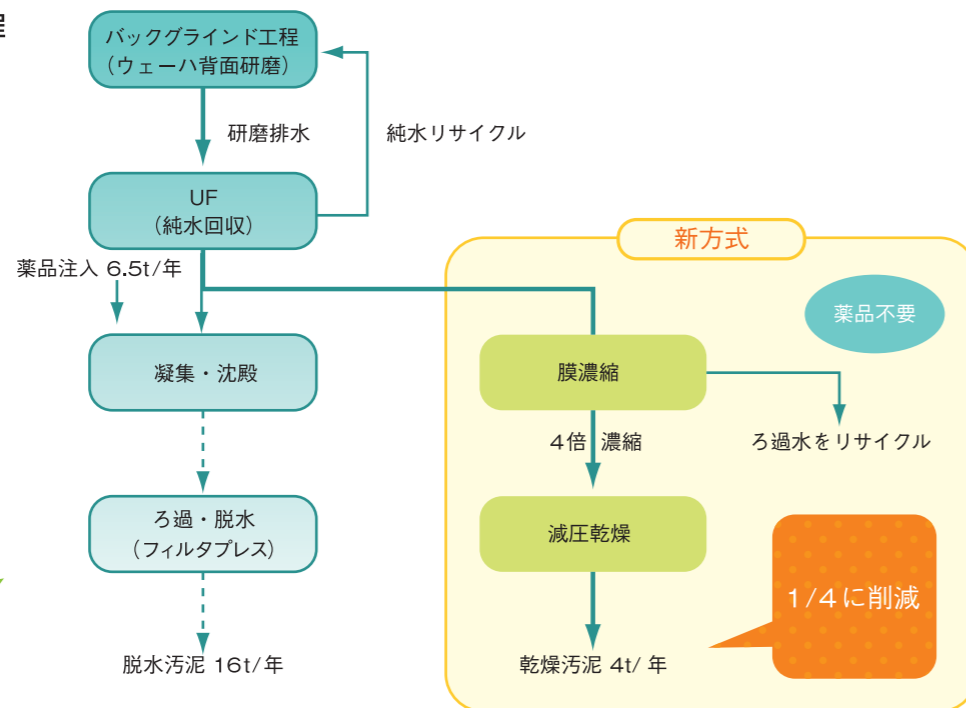 程
バックグラインド工程
（ウェーハ背面研磨）
研磨排水
純水リサイクル
UF
（純水回収）
薬品注入 6.5t/年
凝集・沈殿
ろ過・脱水
（フィルタプレス）
脱水汚泥 16t/年
新方式
薬品不要
膜濃縮
4倍 濃縮
ろ過水をリサイクル
減圧乾燥
1/4に削減
乾燥汚泥 4t/年